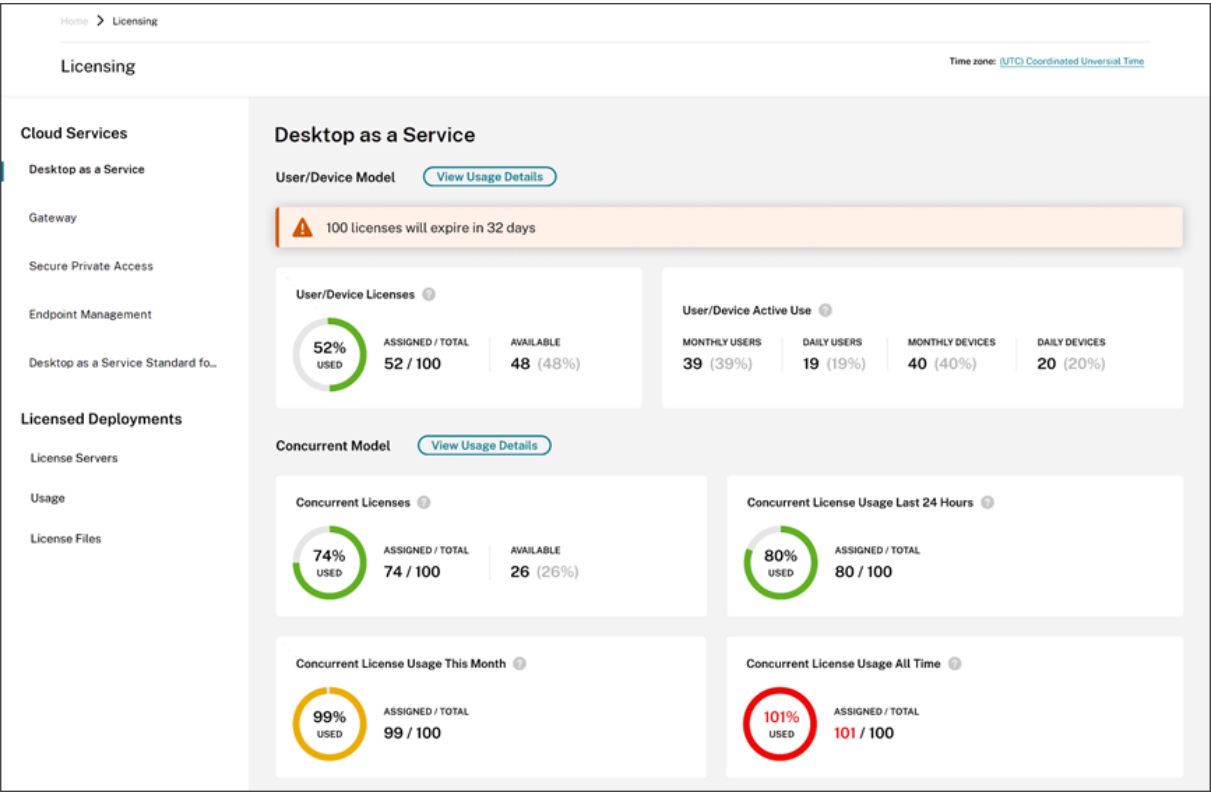 Home > Licensing
Licensing
Time zone: (UTC) Coordinated Unversial Time
Cloud Services
Desktop as a Service
Gateway
Secure Private Access
Endpoint Management
Desktop as a Service Standard fo...
Licensed Deployments
License Servers
Usage
License Files
Desktop as a Service
User/Device Model View Usage Details
100 licenses will expire in 32 days
User/Device Licenses ?
52% USED
ASSIGNED / TOTAL
52 / 100
AVAILABLE
48 (48%)
User/Device Active Use ?
MONTHLY USERS
39 (39%)
DAILY USERS
19 (19%)
MONTHLY DEVICES
40 (40%)
DAILY DEVICES
20 (20%)
Concurrent Model View Usage Details
Concurrent Licenses ?
74%
USED
ASSIGNED / TOTAL
74 / 100
AVAILABLE
26 (26%)
Concurrent License Usage Last 24 Hours ?
80%
USED
ASSIGNED / TOTAL
80 / 100
Concurrent License Usage This Month ?
99%
USED
ASSIGNED / TOTAL
99 / 100
Concurrent License Usage All Time ?
101%
USED
ASSIGNED / TOTAL
101 / 100